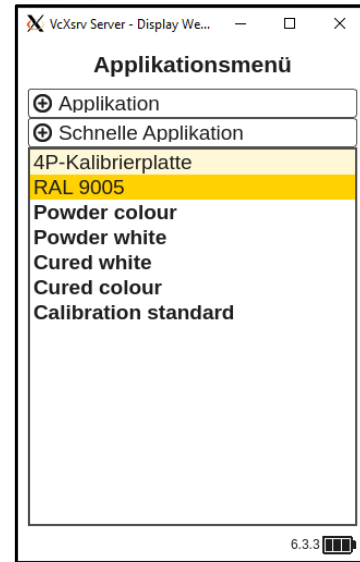 VcXsrv Server - Display We...
Applikationsmenü
Applikation
Schnelle Applikation
4P-Kalibrierplatte
RAL 9005
Powder colour
Powder white
Cured white
Cured colour
Calibration standard
6.3.3